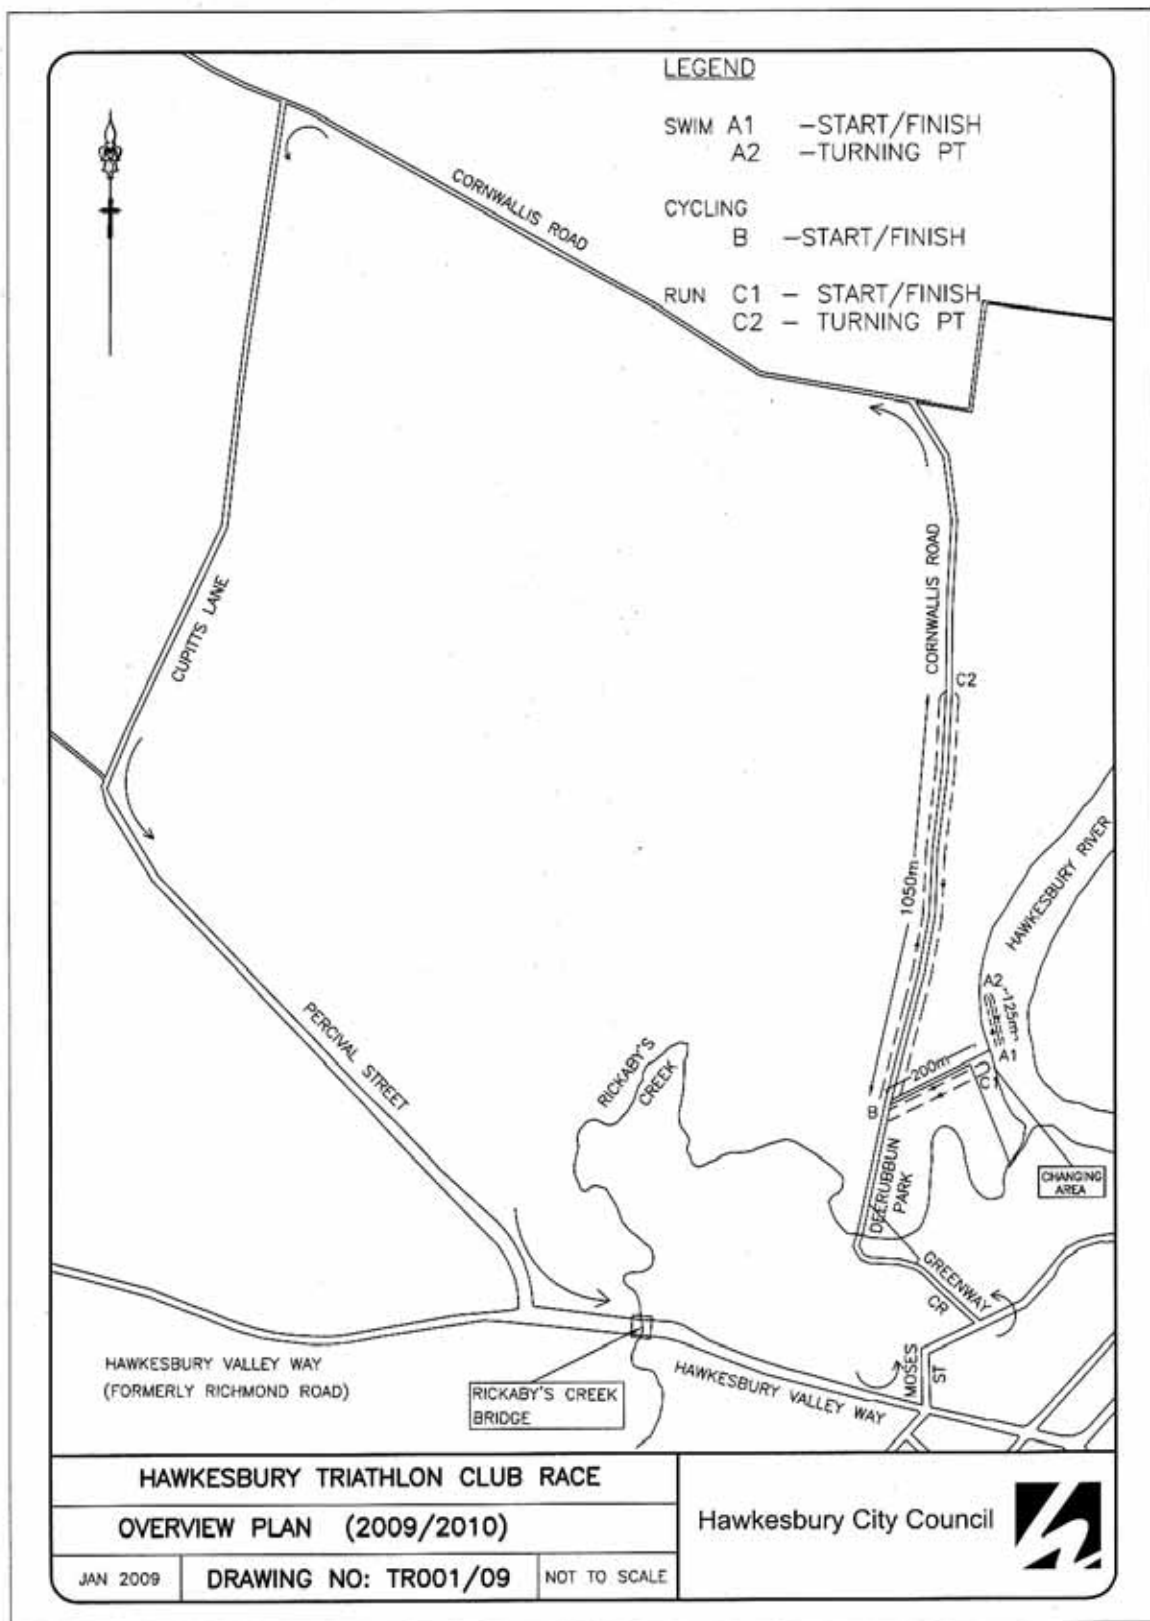 LEGEND
SWIM A1 –START/FINISH
A2 –TURNING PT
CYCLING
B –START/FINISH
RUN C1 – START/FINISH
C2 – TURNING PT
CORNWALLIS ROAD
CORNWALLIS ROAD
CUPITTS LANE
C2
1050m
HAWKESBURY RIVER
A2
~125m~
A1
200m
C1
B
PERCIVAL STREET
RICKABY'S
CREEK
DEERUBBUN
PARK
CHANGING
AREA
GREENWAY
CR
MOSES
ST
HAWKESBURY VALLEY WAY
(FORMERLY RICHMOND ROAD)
RICKABY'S CREEK
BRIDGE
HAWKESBURY VALLEY WAY
HAWKESBURY TRIATHLON CLUB RACE
OVERVIEW PLAN (2009/2010)
JAN 2009
DRAWING NO: TR001/09
NOT TO SCALE
Hawkesbury City Council